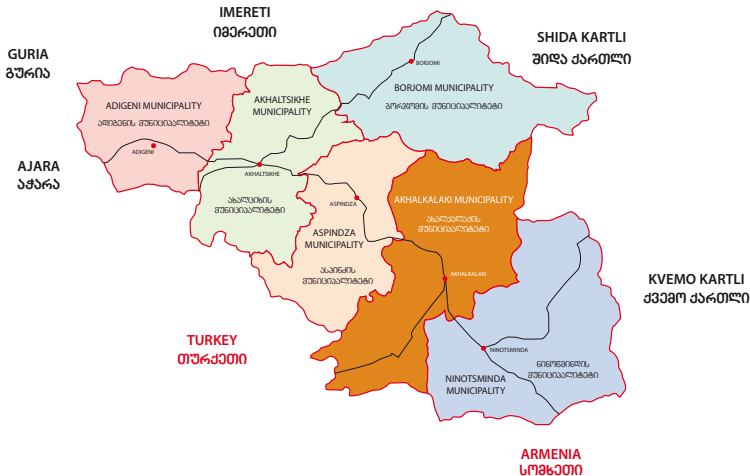 IMERETI
იმერეთი
SHIDA KARTLI
შიდა ქართლი
GURIA
გურია
BORJOMI
BORJOMI MUNICIPALITY
ბორჯომის მუნიციპალიტეტი
ADIGENI MUNICIPALITY
ადიგენის მუნიციპალიტეტი
ADIGENI
AKHALTSIKHE
MUNICIPALITY
AKHALTSIKHE
ახალციხის
მუნიციპალიტეტი
AJARA
აჭარა
ASPINDZA
ASPINDZA
MUNICIPALITY
ასპინძის
მუნიციპალიტეტი
AKHALKALAKI MUNICIPALITY
ახალქალაქის
მუნიციპალიტეტი
AKHALKALAKI
KVEMO KARTLI
ქვემო ქართლი
TURKEY
თურქეთი
NINOTSMINDA
ნინოწმინდის
მუნიციპალიტეტი
NINOTSMINDA
MUNICIPALITY
ARMENIA
სომხეთი